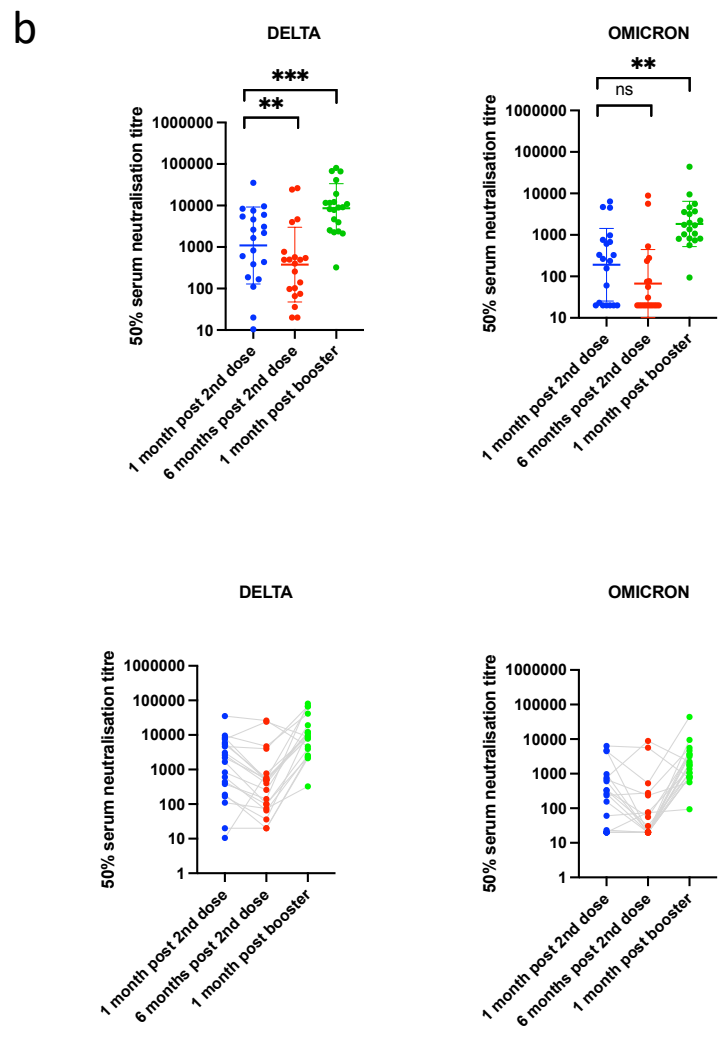 b
DELTA
***
**
50% serum neutralisation titre
1000000
100000
10000
1000
100
10
1 month post 2nd dose
6 months post 2nd dose
1 month post booster
OMICRON
**
ns
50% serum neutralisation titre
1000000
100000
10000
1000
100
10
1 month post 2nd dose
6 months post 2nd dose
1 month post booster
DELTA
50% serum neutralisation titre
1000000
100000
10000
1000
100
10
1
1 month post 2nd dose
6 months post 2nd dose
1 month post booster
OMICRON
50% serum neutralisation titre
1000000
100000
10000
1000
100
10
1
1 month post 2nd dose
6 months post 2nd dose
1 month post booster